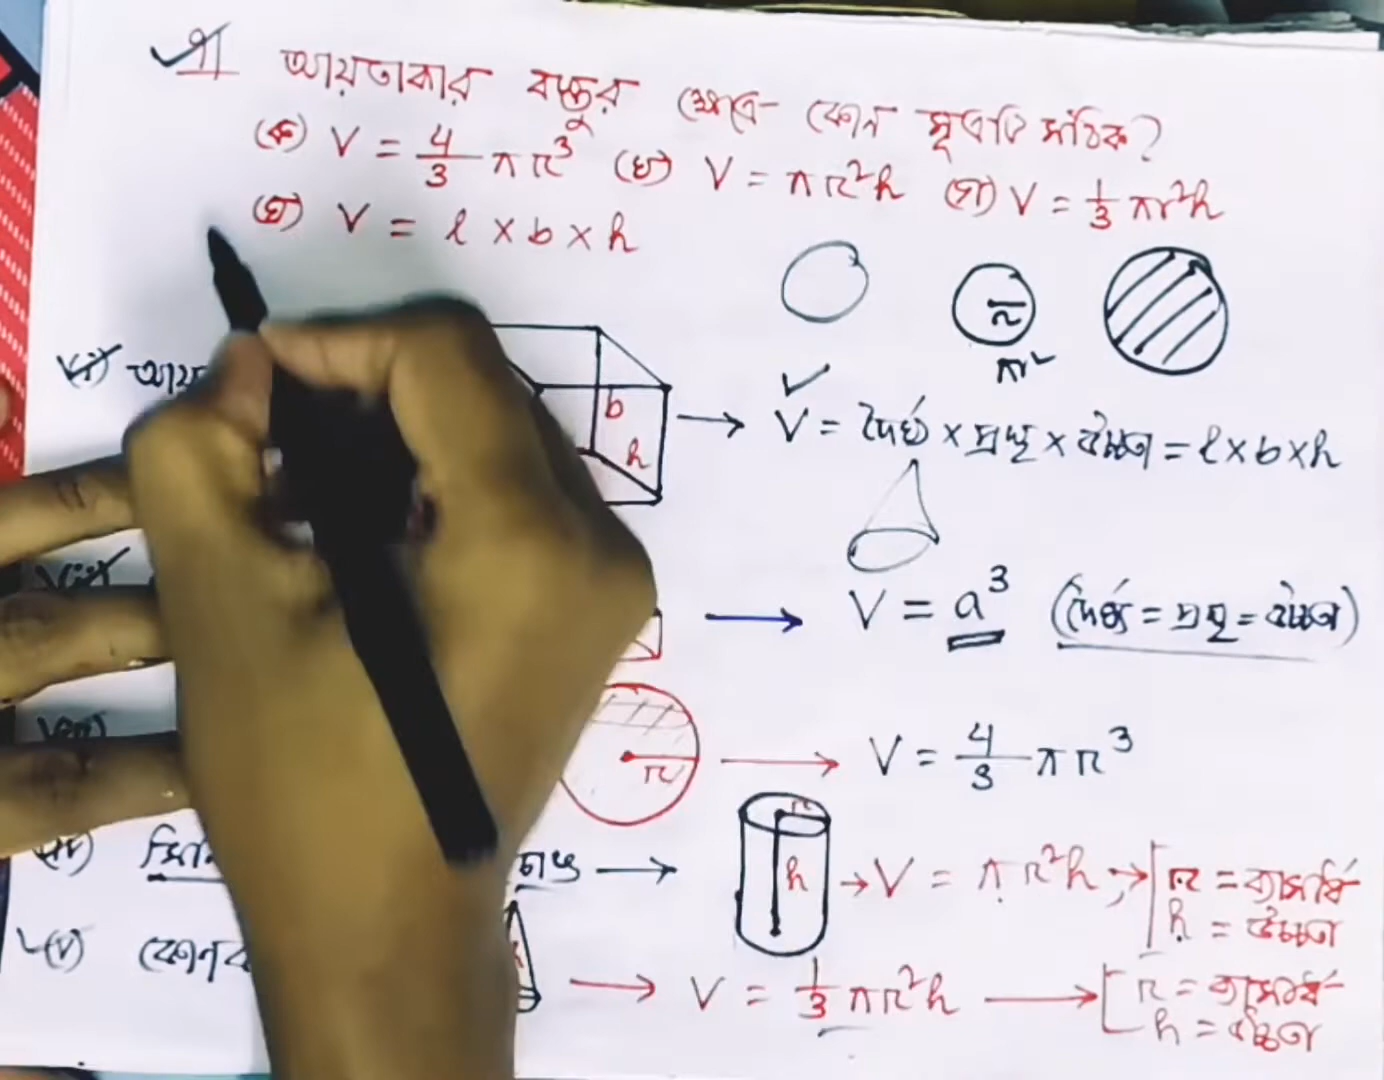 আয়তাকার বস্তুর ক্ষেত্রে কোন সূত্রটি সঠিক?
(ক) V = 4/3 πr³ (খ) V = πr²h (গ) V = 1/3 πr²h
(ঘ) V = l × b × h
r
πr²
b
h
V = দৈর্ঘ্য × প্রস্থ × উচ্চতা = l × b × h
V = a³ (দৈর্ঘ্য = প্রস্থ = উচ্চতা)
r
V = 4/3 πr³
r
h
V = πr²h
r = ব্যাসার্ধ
h = উচ্চতা
(v)
V = 1/3 πr²h
r = ব্যাসার্ধ
h = উচ্চতা